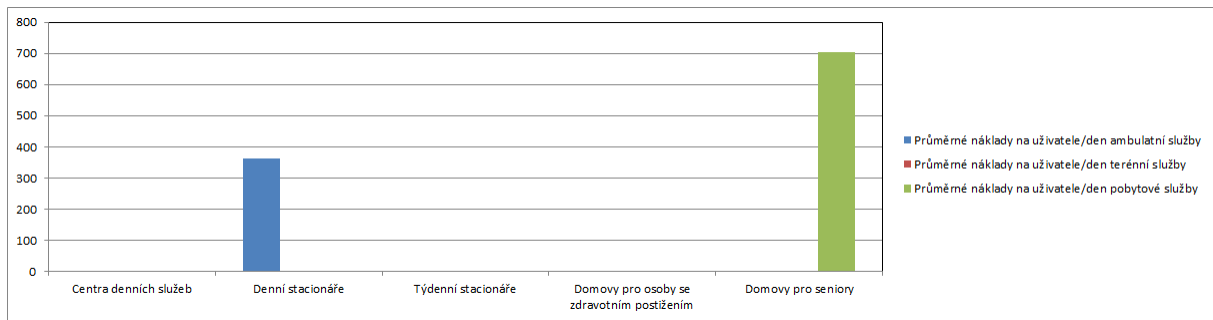 800
700
600
500
400
300
200
100
0
Centra denních služeb
Denní stacionáře
Týdenní stacionáře
Domovy pro osoby se
zdravotním postižením
Domovy pro seniory
Průměrné náklady na uživatele/den ambulatní služby
Průměrné náklady na uživatele/den terénní služby
Průměrné náklady na uživatele/den pobytové služby